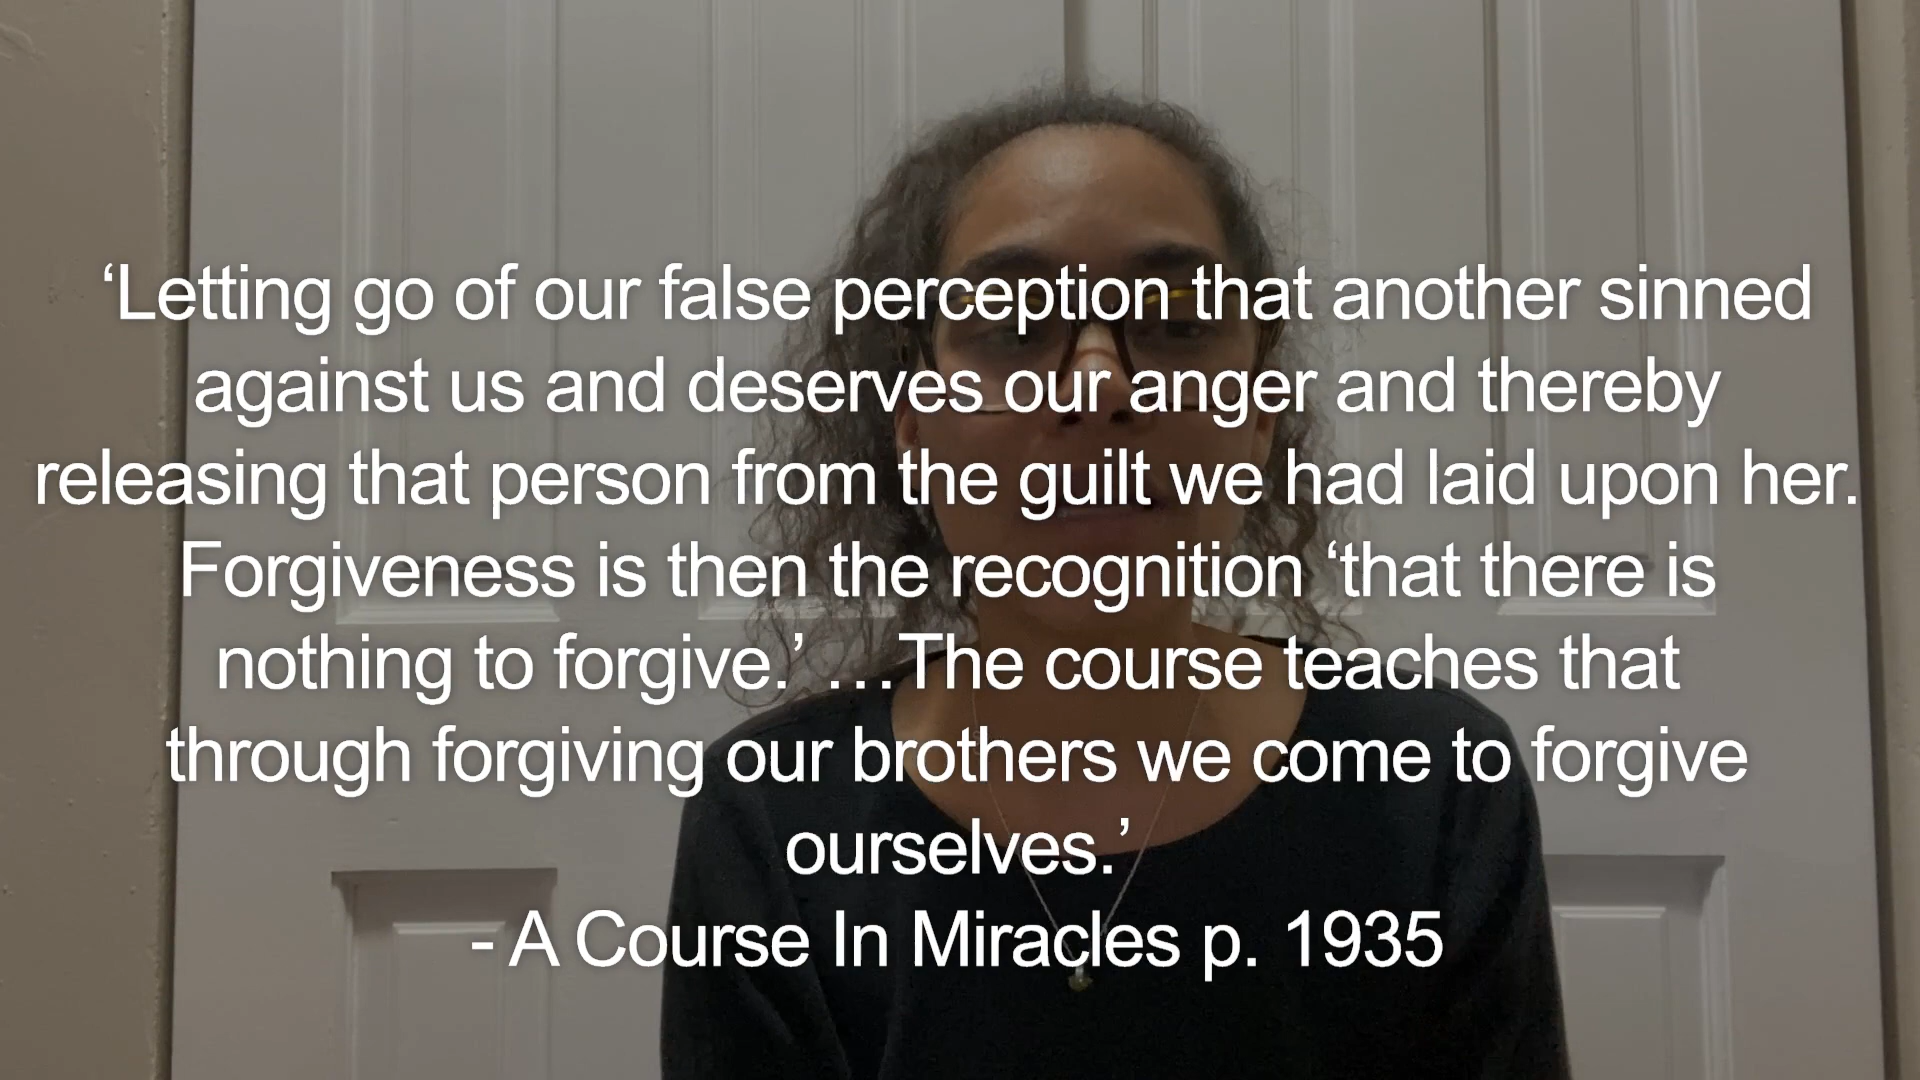 ‘Letting go of our false perception that another sinned
against us and deserves our anger and thereby
releasing that person from the guilt we had laid upon her.
Forgiveness is then the recognition ‘that there is
nothing to forgive.’ …The course teaches that
through forgiving our brothers we come to forgive
ourselves.’
- A Course In Miracles p. 1935